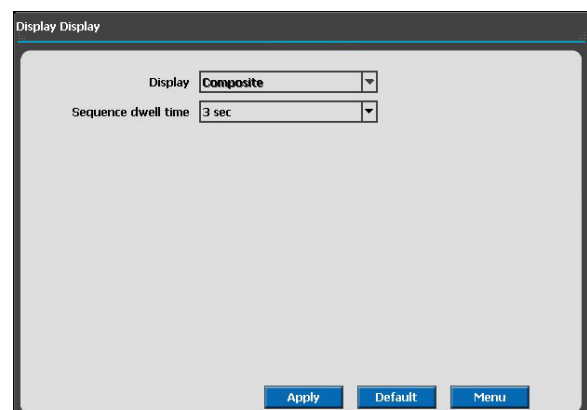 Display Display
Display Composite
Sequence dwell time 3 sec
Apply Default Menu